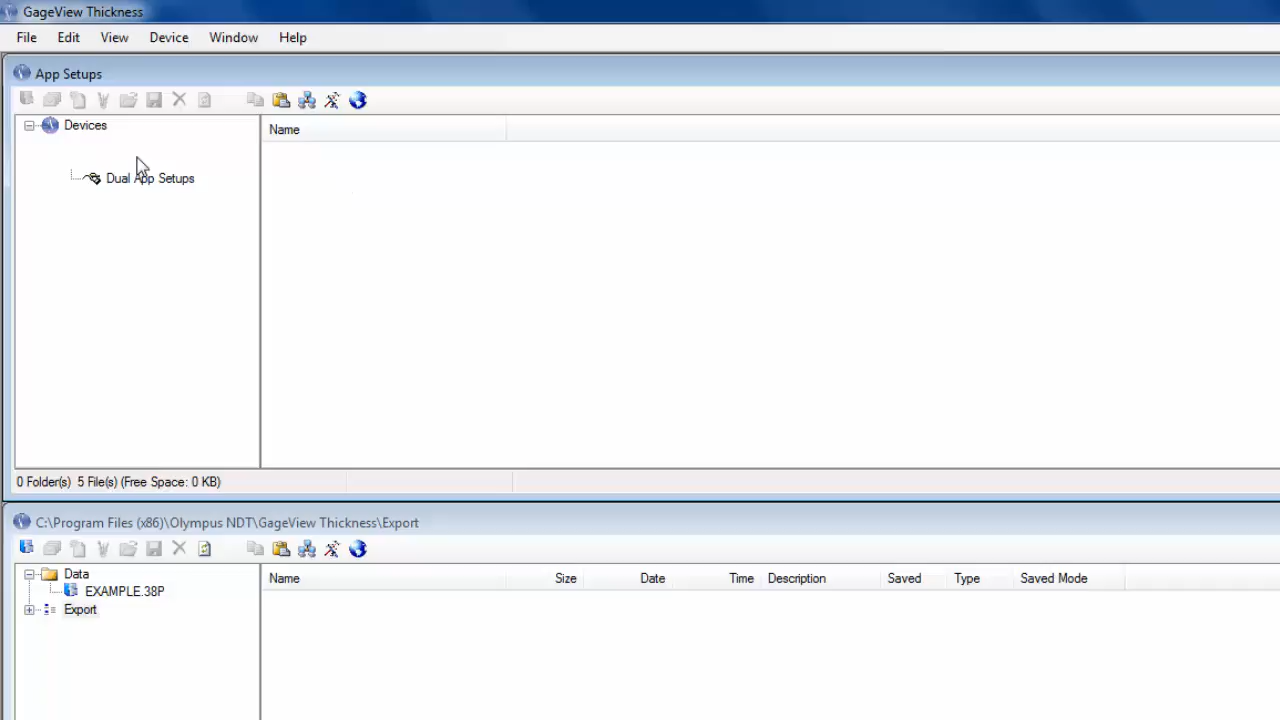 GageView Thickness
File Edit View Device Window Help
App Setups
Devices
Dual App Setups
Name
0 Folder(s) 5 File(s) (Free Space: 0 KB)
C:\Program Files (x86)\Olympus NDT\GageView Thickness\Export
Data
EXAMPLE.38P
Export
Name Size Date Time Description Saved Type Saved Mode